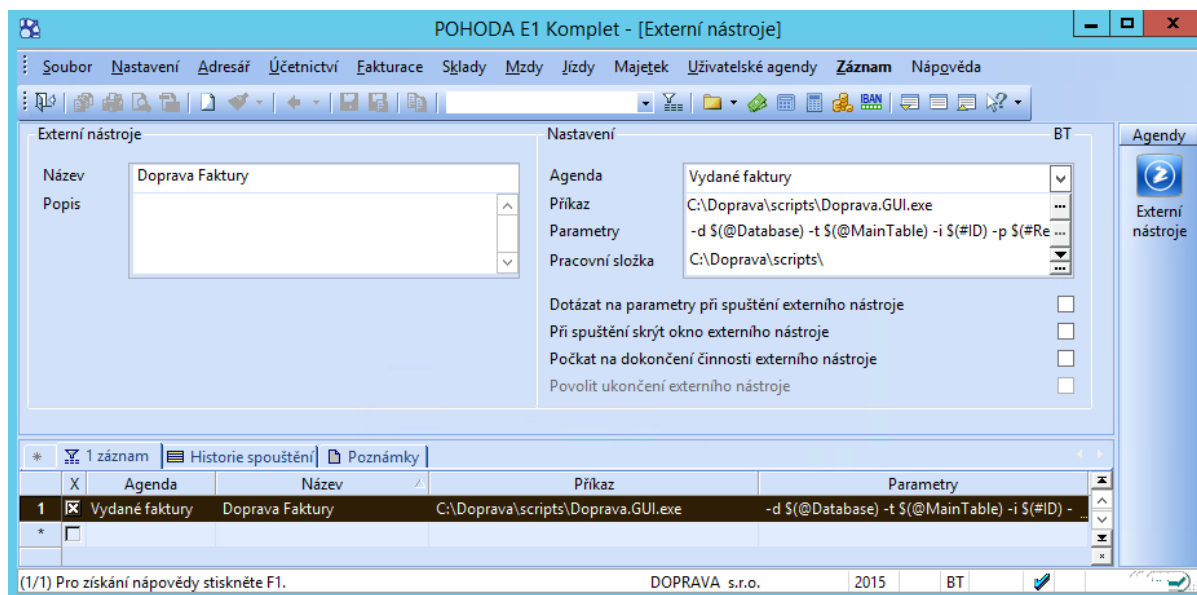 POHODA E1 Komplet - [Externí nástroje]
Soubor Nastavení Adresář Účetnictví Fakturace Sklady Mzdy Jízdy Majetek Uživatelské agendy Záznam Nápověda
IBAN
Externí nástroje
Název Doprava Faktury
Popis
Nastavení BT
Agenda Vydané faktury
Příkaz C:\Doprava\scripts\Doprava.GUI.exe ...
Parametry -d $(@Database) -t $(@MainTable) -i $(#ID) -p $(#Re ...
Pracovní složka C:\Doprava\scripts\ ...
Dotázat na parametry při spuštění externího nástroje
Při spuštění skrýt okno externího nástroje
Počkat na dokončení činnosti externího nástroje
Povolit ukončení externího nástroje
Agendy
Externí
nástroje
* 1 záznam Historie spouštění Poznámky
X Agenda Název Příkaz Parametry
1 Vydané faktury Doprava Faktury C:\Doprava\scripts\Doprava.GUI.exe -d $(@Database) -t $(@MainTable) -i $(#ID) - ...
*
(1/1) Pro získání nápovědy stiskněte F1. DOPRAVA s.r.o. 2015 BT